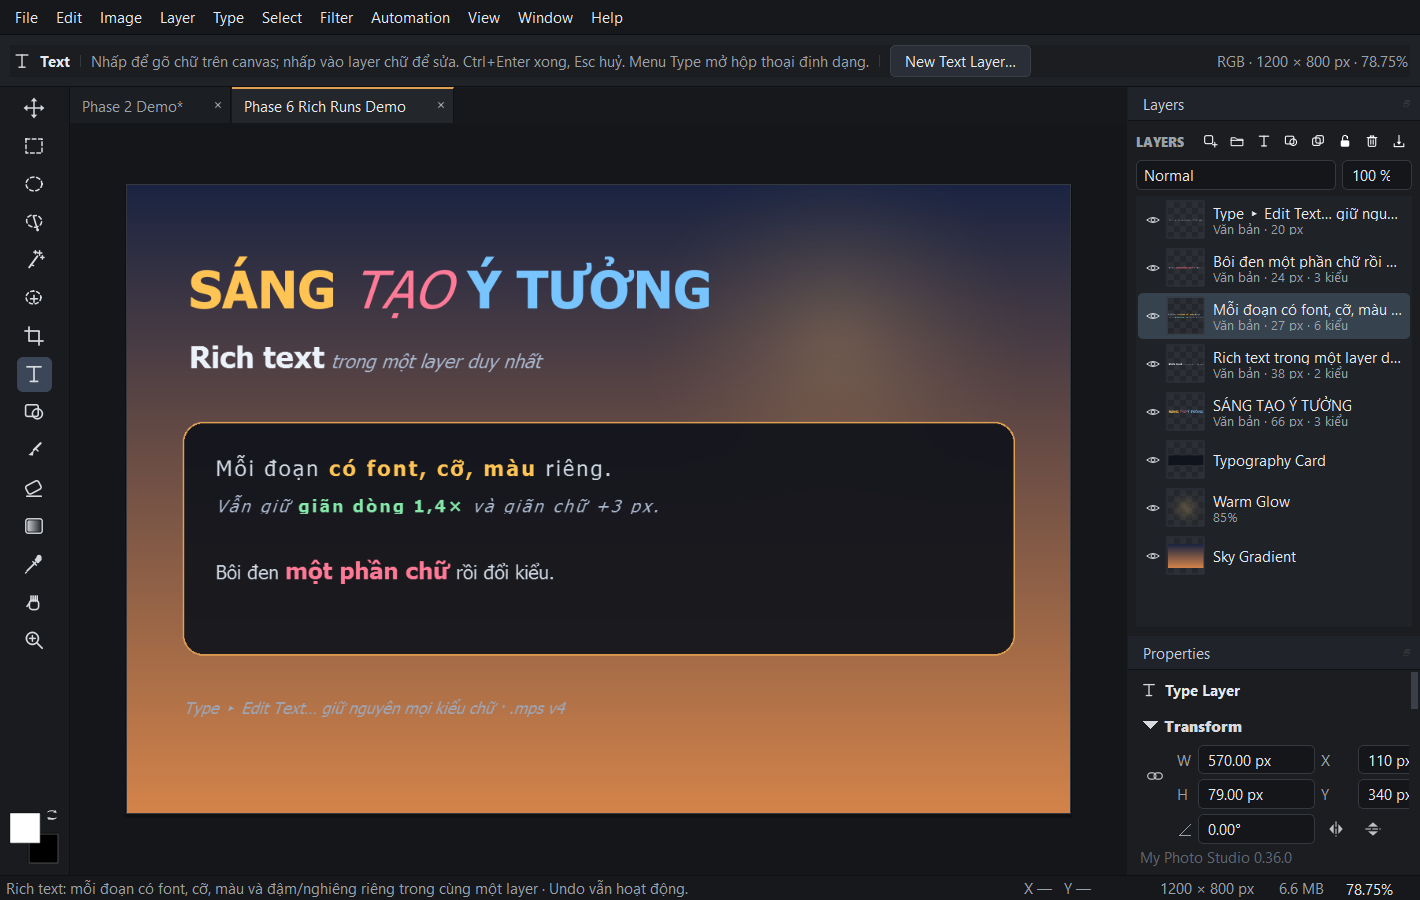 File Edit Image Layer Type Select Filter Automation View Window Help
Text Nhấp để gõ chữ trên canvas; nhấp vào layer chữ để sửa. Ctrl+Enter xong, Esc huỷ. Menu Type mở hộp thoại định dạng. New Text Layer... RGB · 1200 × 800 px · 78.75%
Phase 2 Demo* × Phase 6 Rich Runs Demo ×
SÁNG TẠO Ý TƯỞNG
Rich text trong một layer duy nhất
Mỗi đoạn có font, cỡ, màu riêng.
Vẫn giữ giãn dòng 1,4× và giãn chữ +3 px.
Bôi đen một phần chữ rồi đổi kiểu.
Type ▸ Edit Text... giữ nguyên mọi kiểu chữ · .mps v4
Layers
LAYERS
Normal 100 %
Type ▸ Edit Text... giữ ngu...
Văn bản · 20 px
Bôi đen một phần chữ rồi ...
Văn bản · 24 px · 3 kiểu
Mỗi đoạn có font, cỡ, màu ...
Văn bản · 27 px · 6 kiểu
Rich text trong một layer d...
Văn bản · 38 px · 2 kiểu
SÁNG TẠO Ý TƯỞNG
Văn bản · 66 px · 3 kiểu
Typography Card
Warm Glow
85%
Sky Gradient
Properties
Type Layer
Transform
W 570.00 px X 110 px
H 79.00 px Y 340 px
0.00°
My Photo Studio 0.36.0
Rich text: mỗi đoạn có font, cỡ, màu và đậm/nghiêng riêng trong cùng một layer · Undo vẫn hoạt động. X — Y — 1200 × 800 px 6.6 MB 78.75%